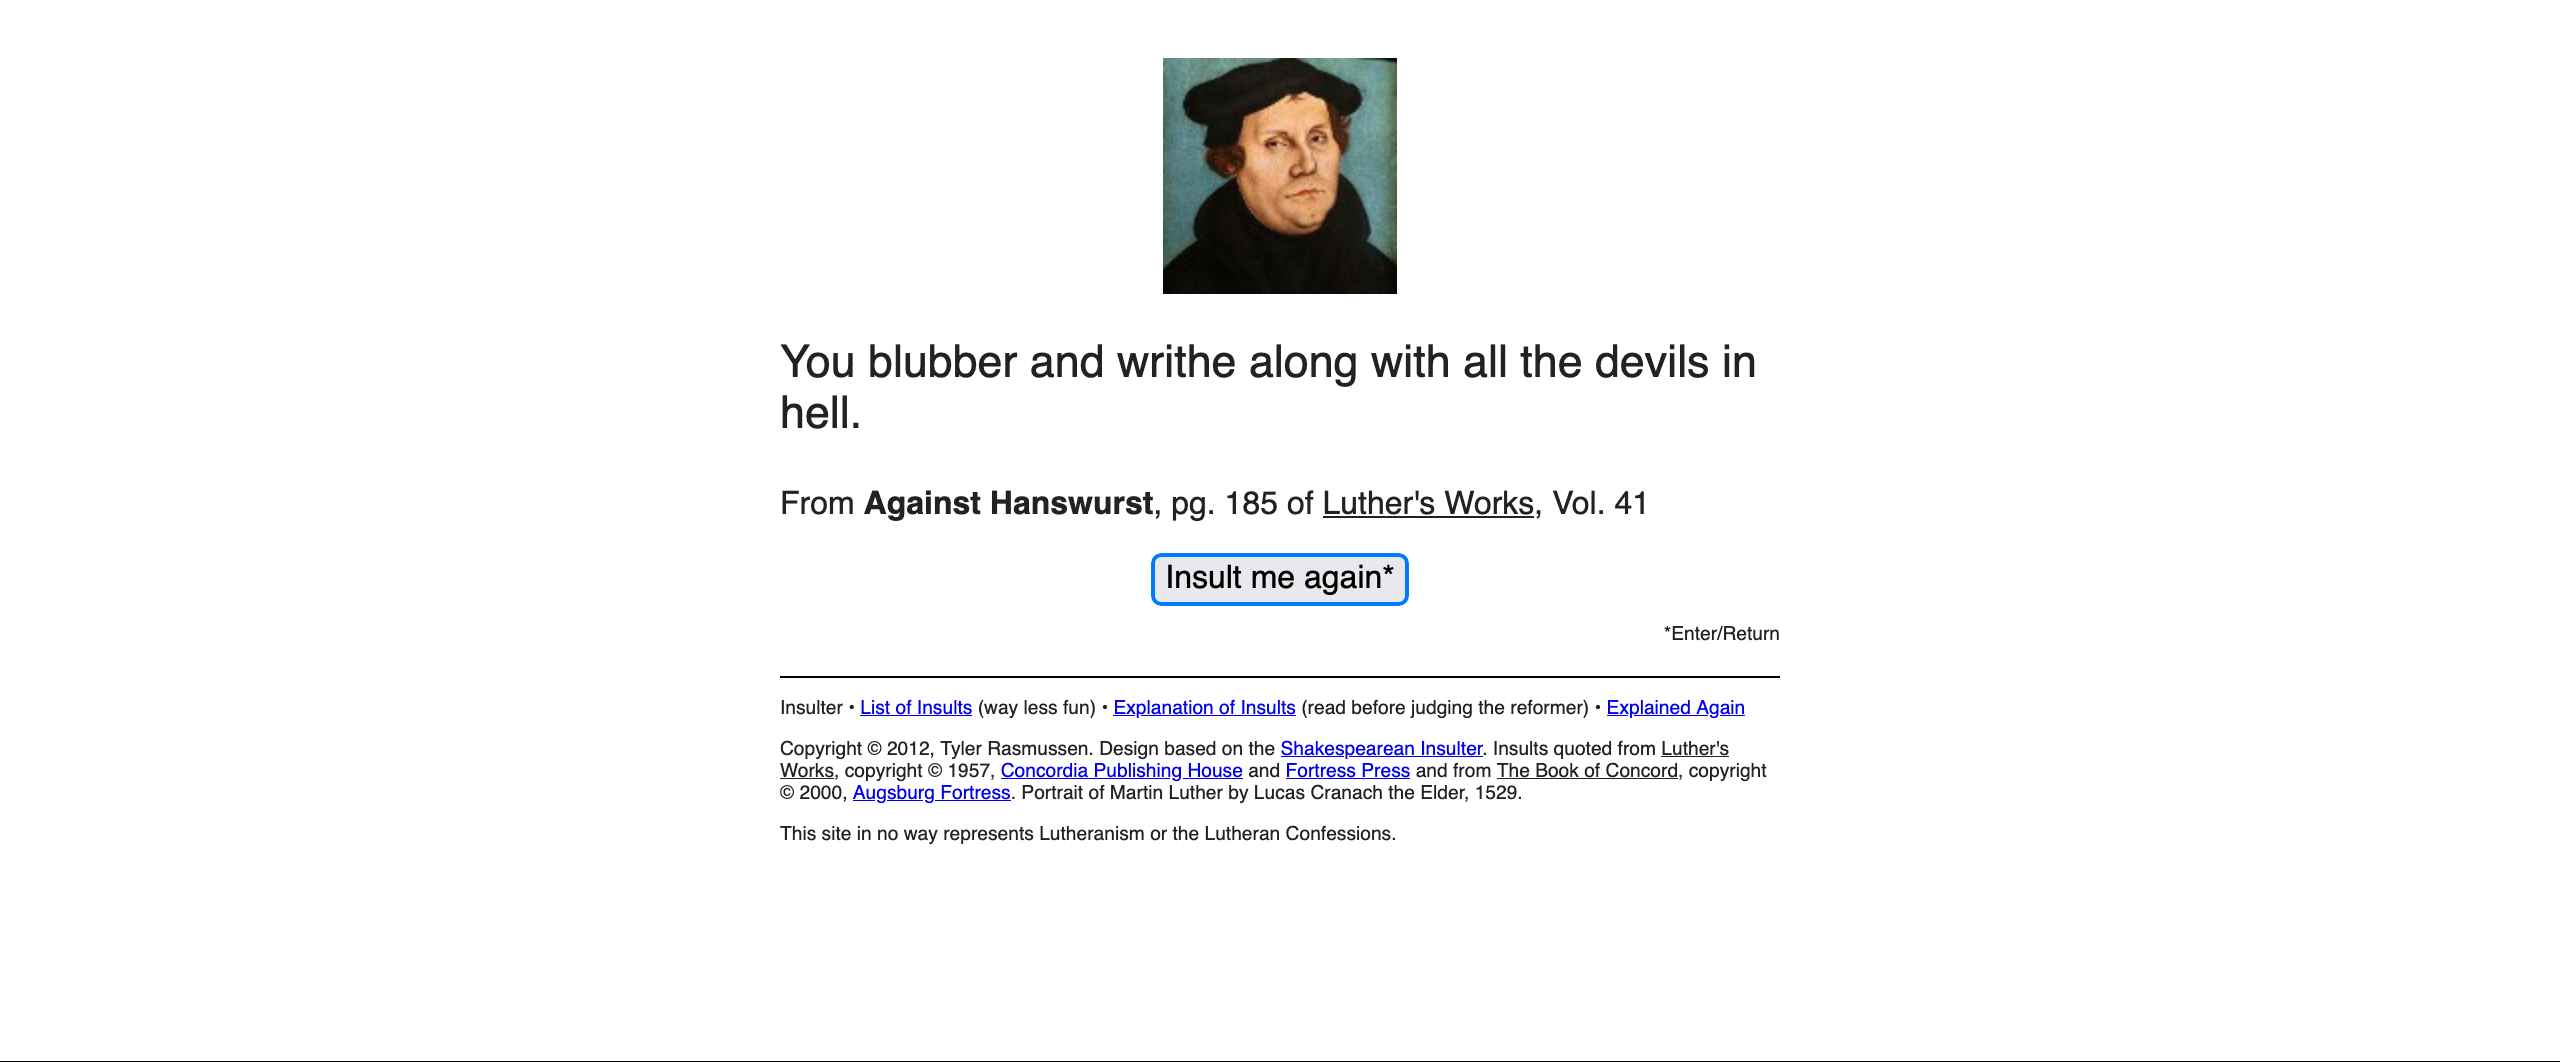 You blubber and writhe along with all the devils in
hell.
From Against Hanswurst, pg. 185 of Luther's Works, Vol. 41
Insult me again*
*Enter/Return
Insulter • List of Insults (way less fun) • Explanation of Insults (read before judging the reformer) • Explained Again
Copyright © 2012, Tyler Rasmussen. Design based on the Shakespearean Insulter. Insults quoted from Luther's
Works, copyright © 1957, Concordia Publishing House and Fortress Press and from The Book of Concord, copyright
© 2000, Augsburg Fortress. Portrait of Martin Luther by Lucas Cranach the Elder, 1529.
This site in no way represents Lutheranism or the Lutheran Confessions.